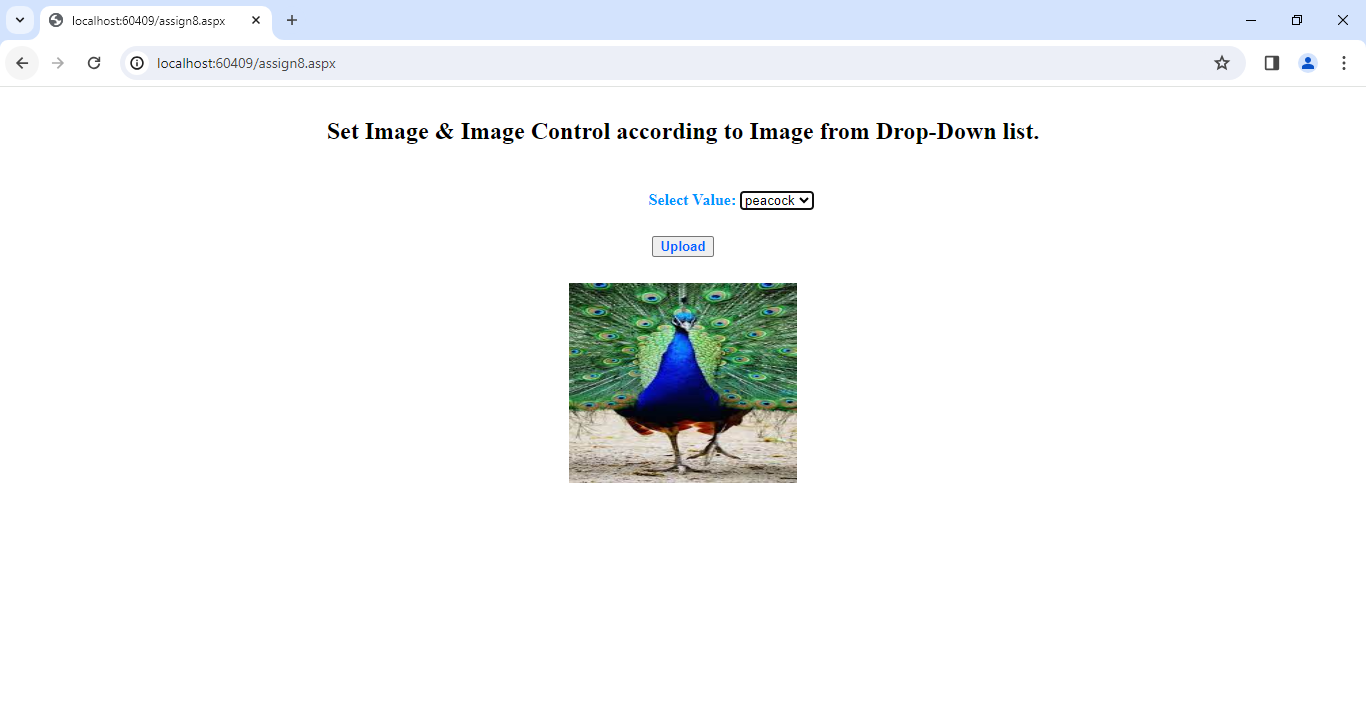 localhost:60409/assign8.aspx
localhost:60409/assign8.aspx
Set Image & Image Control according to Image from Drop-Down list.
Select Value: peacock
Upload